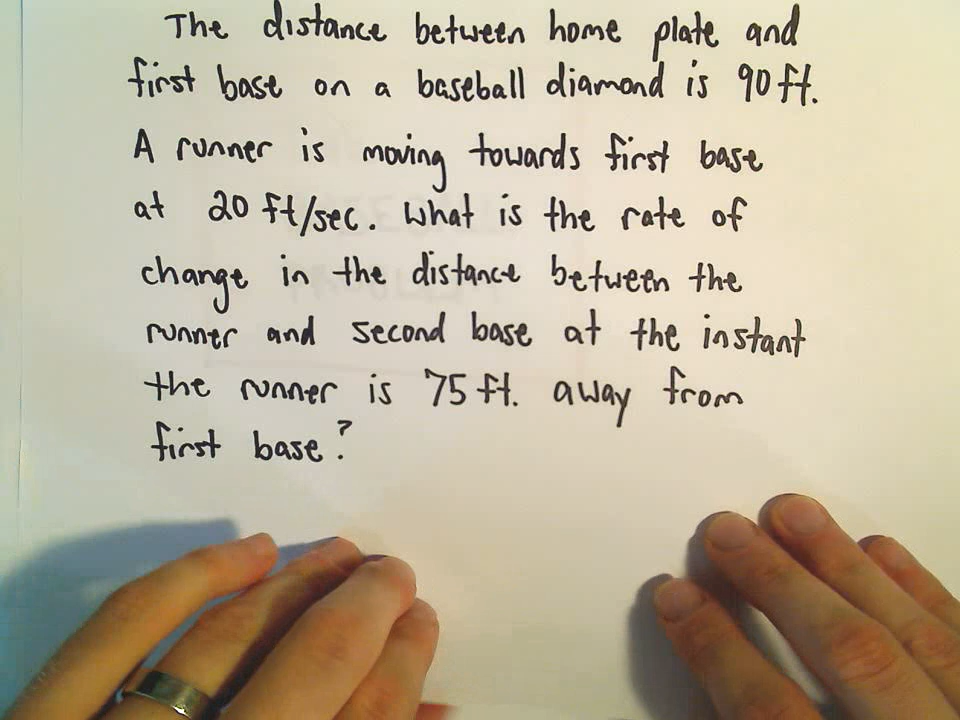 The distance between home plate and
first base on a baseball diamond is 90 ft.
A runner is moving towards first base
at 20 ft/sec. What is the rate of
change in the distance between the
runner and second base at the instant
the runner is 75 ft. away from
first base?